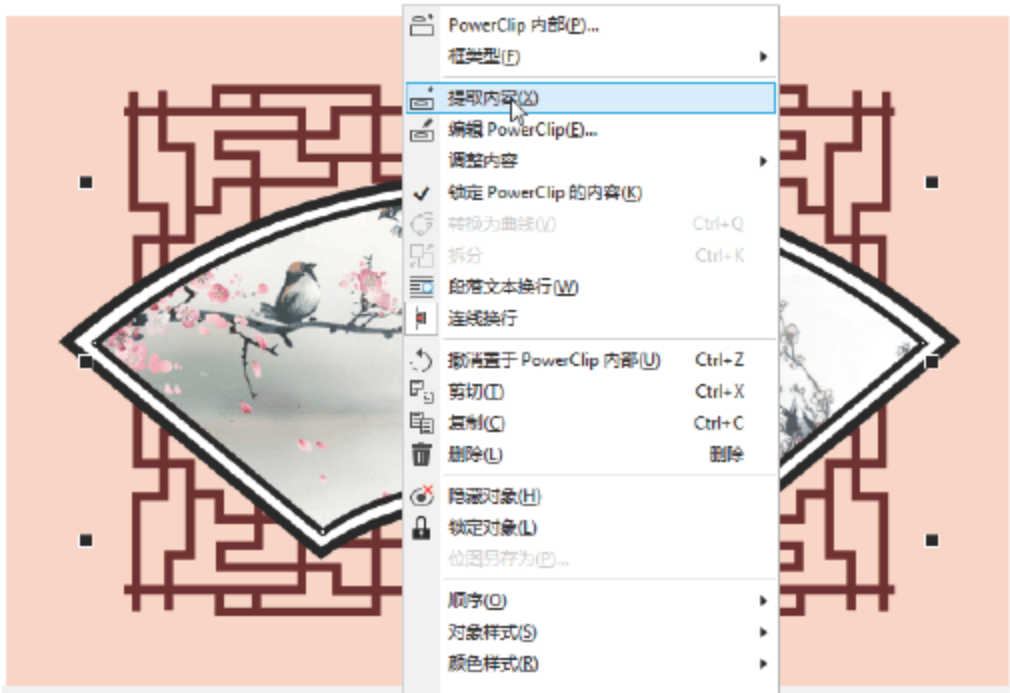 PowerClip 内部(P)...
框类型(F)
提取内容(X)
编辑 PowerClip(E)...
调整内容
锁定 PowerClip 的内容(K)
转换为曲线(V) Ctrl+Q
拆分 Ctrl+K
段落文本换行(W)
连线换行
撤消置于 PowerClip 内部(U) Ctrl+Z
剪切(T) Ctrl+X
复制(C) Ctrl+C
删除(L) 删除
隐藏对象(H)
锁定对象(L)
位图另存为(P)...
顺序(O)
对象样式(S)
颜色样式(R)